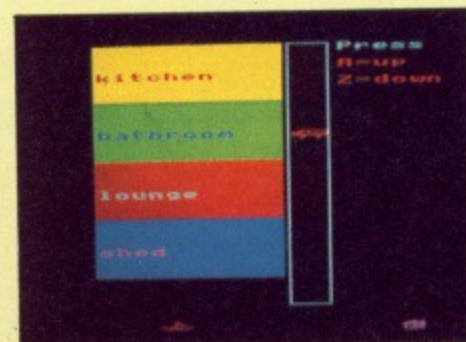 kitchen
bathroom
lounge
shed
Press
A=up
Z=down